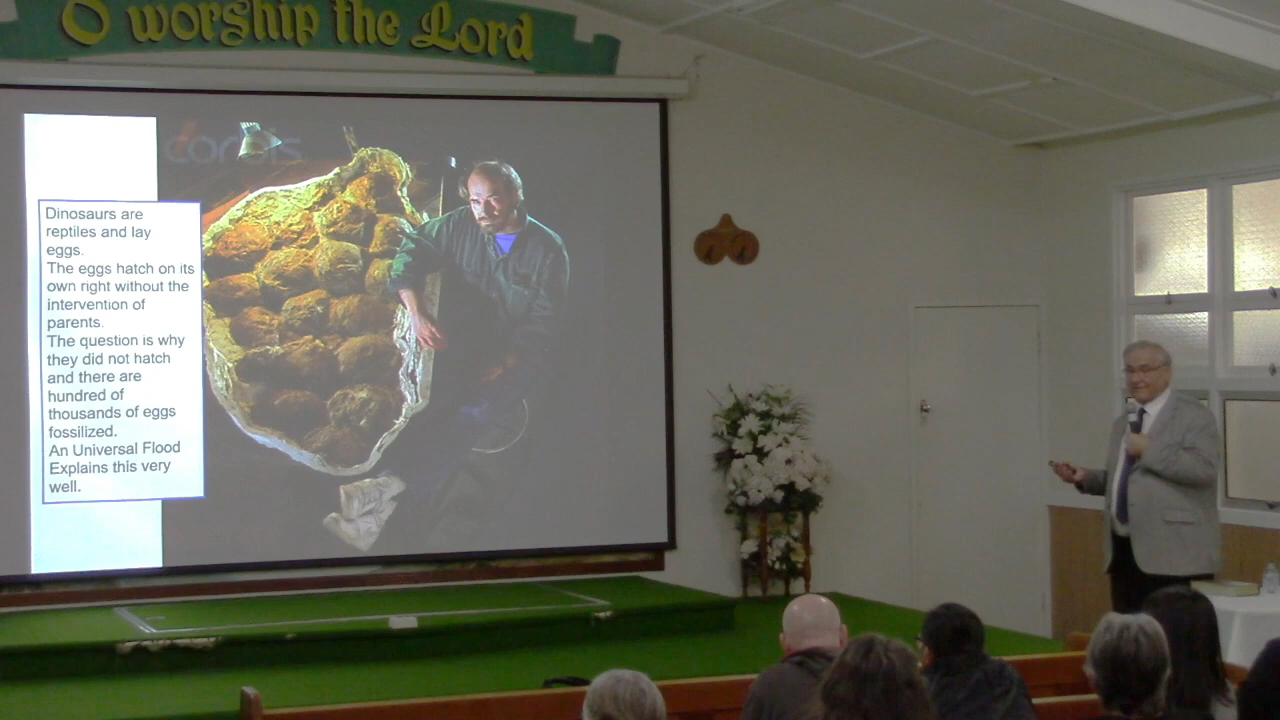 O worship the Lord
corbis
Dinosaurs are
reptiles and lay
eggs.
The eggs hatch on its
own right without the
intervention of
parents.
The question is why
they did not hatch
and there are
hundred of
thousands of eggs
fossilized.
An Universal Flood
Explains this very
well.